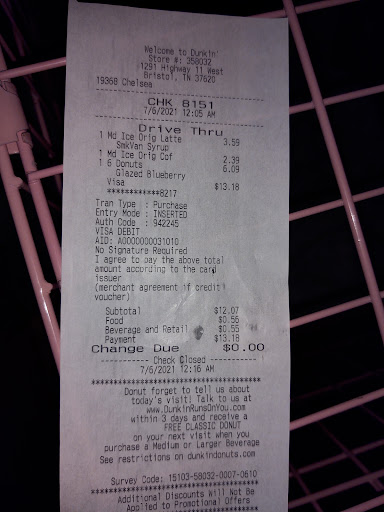 Welcome to Dunkin'
Store #: 358032
1291 Highway 11 West
Bristol, TN 37620
19368 Chelsea
CHK 8151
7/6/2021 12:05 AM
Drive Thru
1 Md Ice Orig Latte 3.59
SmkVan Syrup
1 Md Ice Orig Cof 2.39
1 6 Donuts 6.09
Glazed Blueberry
Visa $13.18
************8217
Tran Type : Purchase
Entry Mode : INSERTED
Auth Code : 942245
VISA DEBIT
AID: A0000000031010
No Signature Required
I agree to pay the above total
amount according to the card
issuer
(merchant agreement if credit
voucher)
Subtotal $12.07
Food $0.56
Beverage and Retail $0.55
Payment $13.18
Change Due $0.00
Check Closed
7/6/2021 12:16 AM
Donut forget to tell us about
today's visit! Talk to us at
www.DunkinRunsOnYou.com
within 3 days and receive a
FREE CLASSIC DONUT
on your next visit when you
purchase a Medium or Larger Beverage
See restrictions on dunkindonuts.com
Survey Code: 15103-58032-0007-0610
Additional Discounts Will Not Be
Applied to Promotional Offers